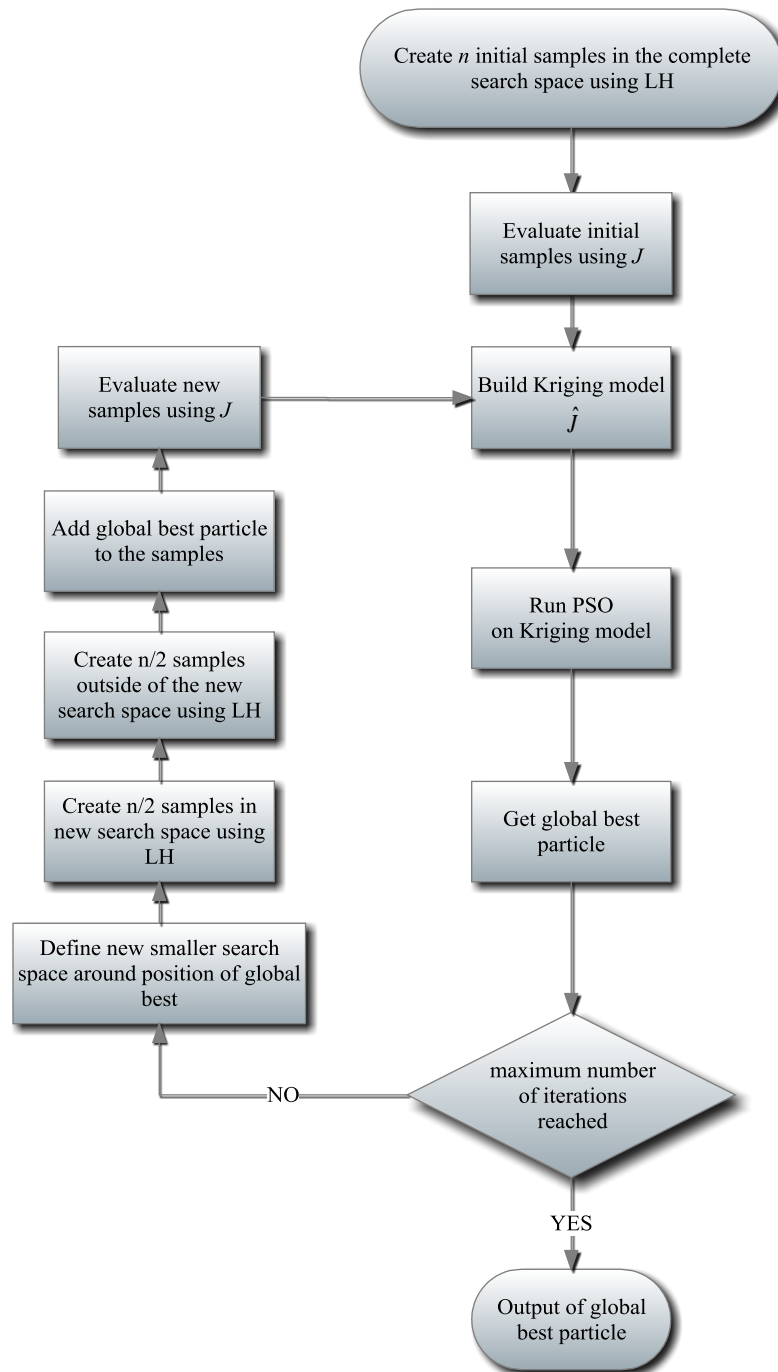 Create n initial samples in the complete
search space using LH
Evaluate initial
samples using J
Build Kriging model
Ĵ
Run PSO
on Kriging model
Get global best
particle
maximum number
of iterations
reached
YES
Output of global
best particle
NO
Define new smaller search
space around position of global
best
Create n/2 samples in
new search space using
LH
Create n/2 samples
outside of the new
search space using LH
Add global best particle
to the samples
Evaluate new
samples using J